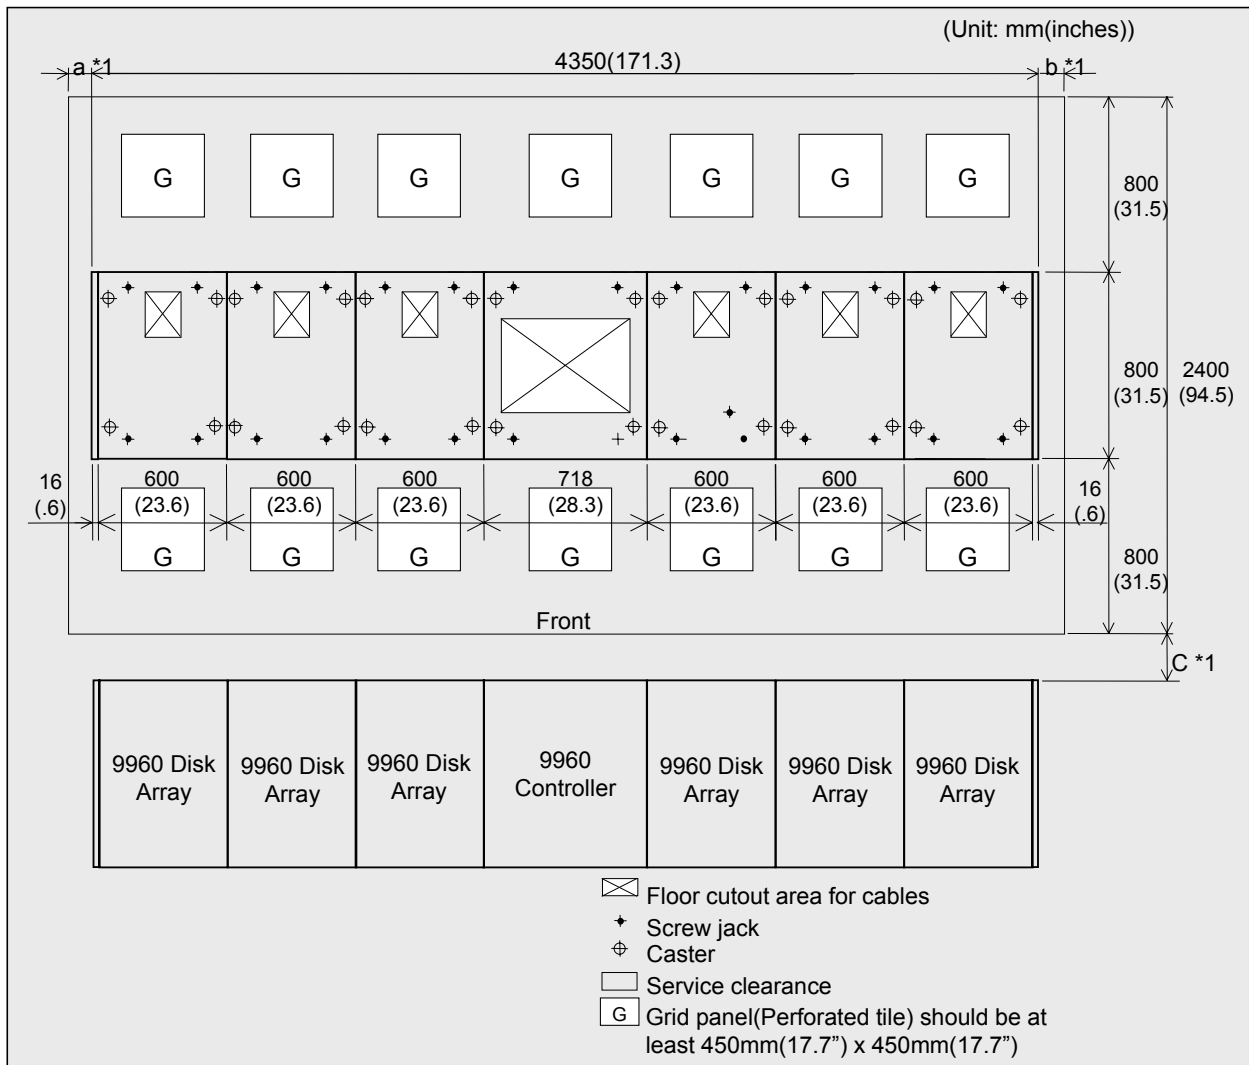 (Unit: mm(inches))
a *1
4350(171.3)
b *1
G G G G G G G
800
(31.5)
800
(31.5)
2400
(94.5)
16
(.6)
600
(23.6)
600
(23.6)
600
(23.6)
718
(28.3)
600
(23.6)
600
(23.6)
600
(23.6)
16
(.6)
G G G G G G G
800
(31.5)
Front
C *1
9960 Disk
Array
9960 Disk
Array
9960 Disk
Array
9960
Controller
9960 Disk
Array
9960 Disk
Array
9960 Disk
Array
Floor cutout area for cables
Screw jack
Caster
Service clearance
G Grid panel(Perforated tile) should be at
least 450mm(17.7”) x 450mm(17.7”)